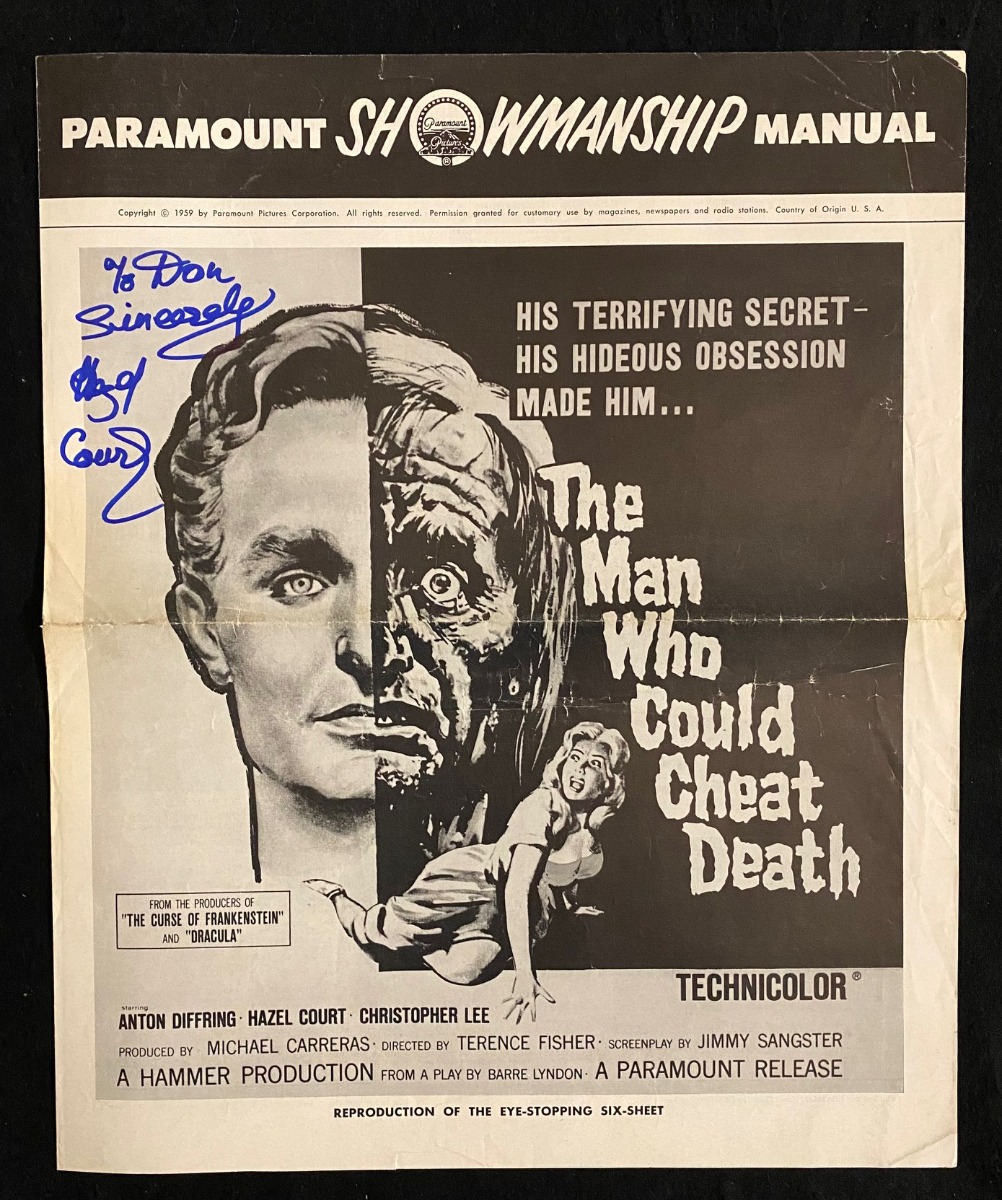 PARAMOUNT SHOWMANSHIP MANUAL
Paramount
Pictures
®
Copyright © 1959 by Paramount Pictures Corporation. All rights reserved. Permission granted for customary use by magazines, newspapers and radio stations. Country of Origin U. S. A.
To Don
Sincerely
Hazel
Court
HIS TERRIFYING SECRET–
HIS HIDEOUS OBSESSION
MADE HIM...
The
Man
Who
Could
Cheat
Death
FROM THE PRODUCERS OF
"THE CURSE OF FRANKENSTEIN"
AND "DRACULA"
TECHNICOLOR®
starring
ANTON DIFFRING · HAZEL COURT · CHRISTOPHER LEE
PRODUCED BY MICHAEL CARRERAS · DIRECTED BY TERENCE FISHER · SCREENPLAY BY JIMMY SANGSTER
A HAMMER PRODUCTION FROM A PLAY BY BARRE LYNDON · A PARAMOUNT RELEASE
REPRODUCTION OF THE EYE-STOPPING SIX-SHEET